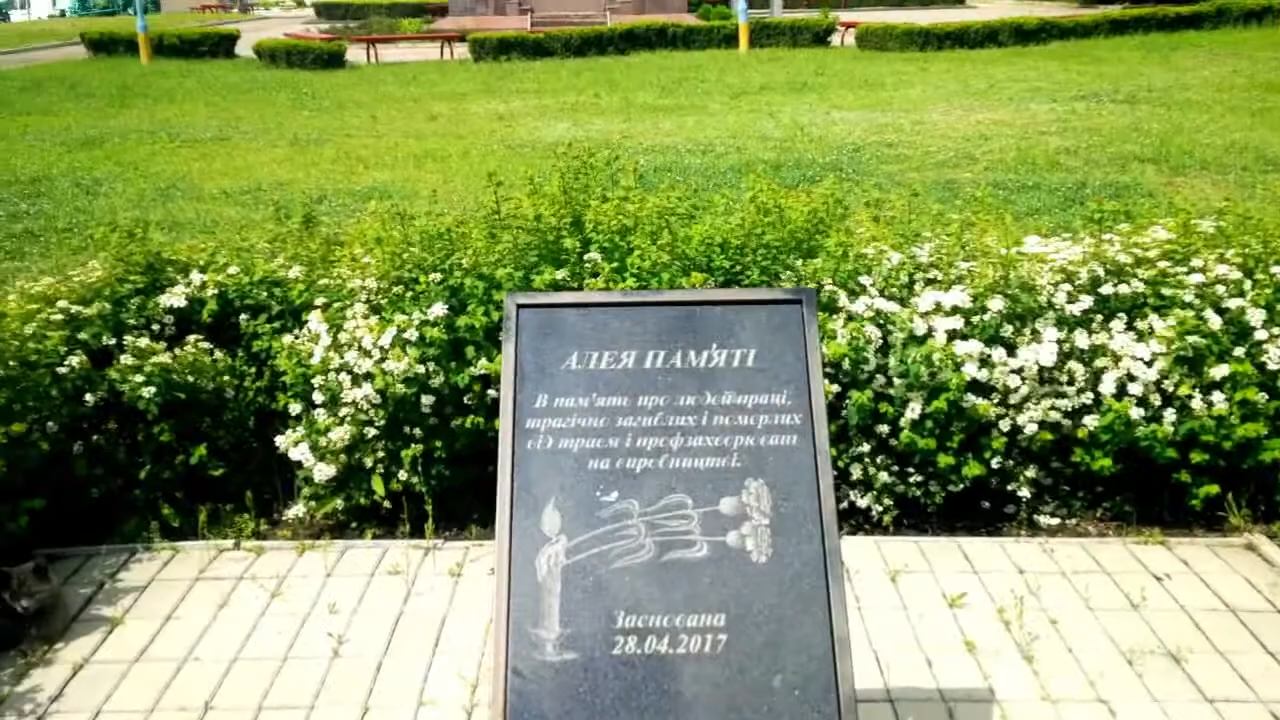 АЛЕЯ ПАМ'ЯТІ
В пам'ять про людей праці,
трагічно загиблих і померлих
від травм і профзахворювань
на виробництві.
Заснована
28.04.2017